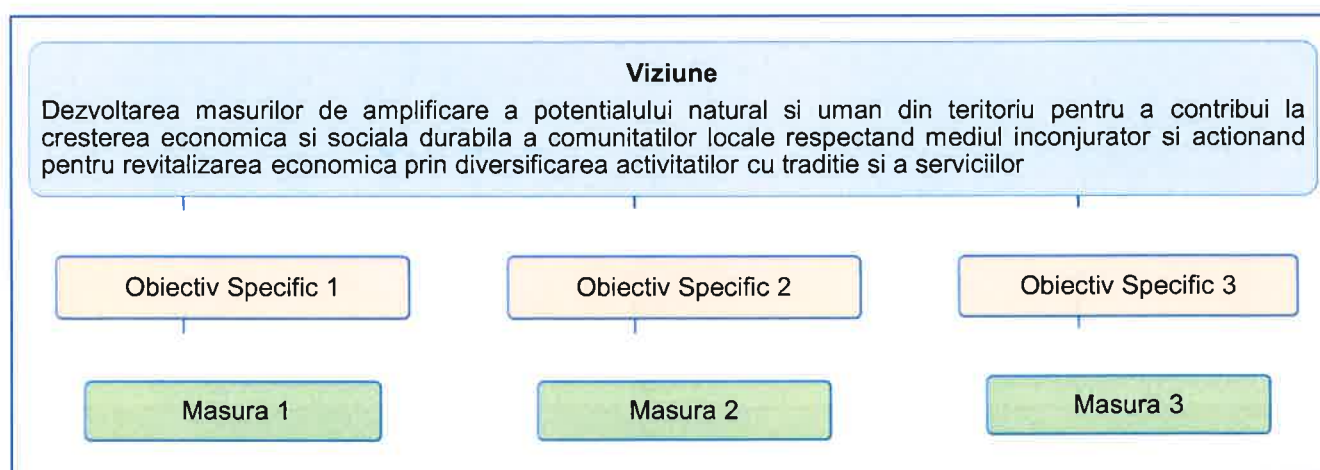 Viziune
Dezvoltarea masurilor de amplificare a potentialului natural si uman din teritoriu pentru a contribui la
cresterea economica si sociala durabila a comunitatilor locale respectand mediul inconjurator si actionand
pentru revitalizarea economica prin diversificarea activitatilor cu traditie si a serviciilor
Obiectiv Specific 1
Obiectiv Specific 2
Obiectiv Specific 3
Masura 1
Masura 2
Masura 3